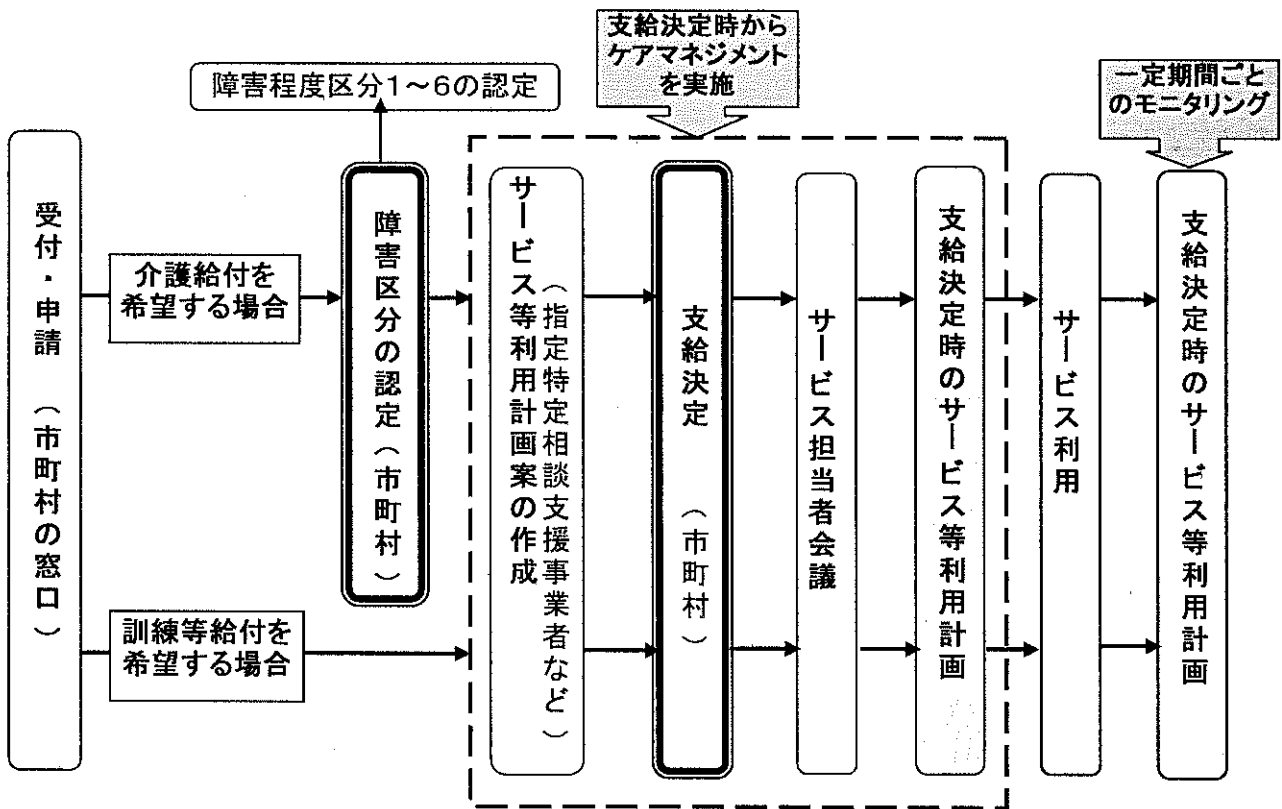 支給決定時から
ケアマネジメント
を実施
障害程度区分1～6の認定
一定期間ごと
のモニタリング
受付・申請　（市町村の窓口）
介護給付を
希望する場合
訓練等給付を
希望する場合
障害区分の認定（市町村）
サービス等利用計画案の作成
（指定特定相談支援事業者など）
支給決定　（市町村）
サービス担当者会議
支給決定時のサービス等利用計画
サービス利用
支給決定時のサービス等利用計画